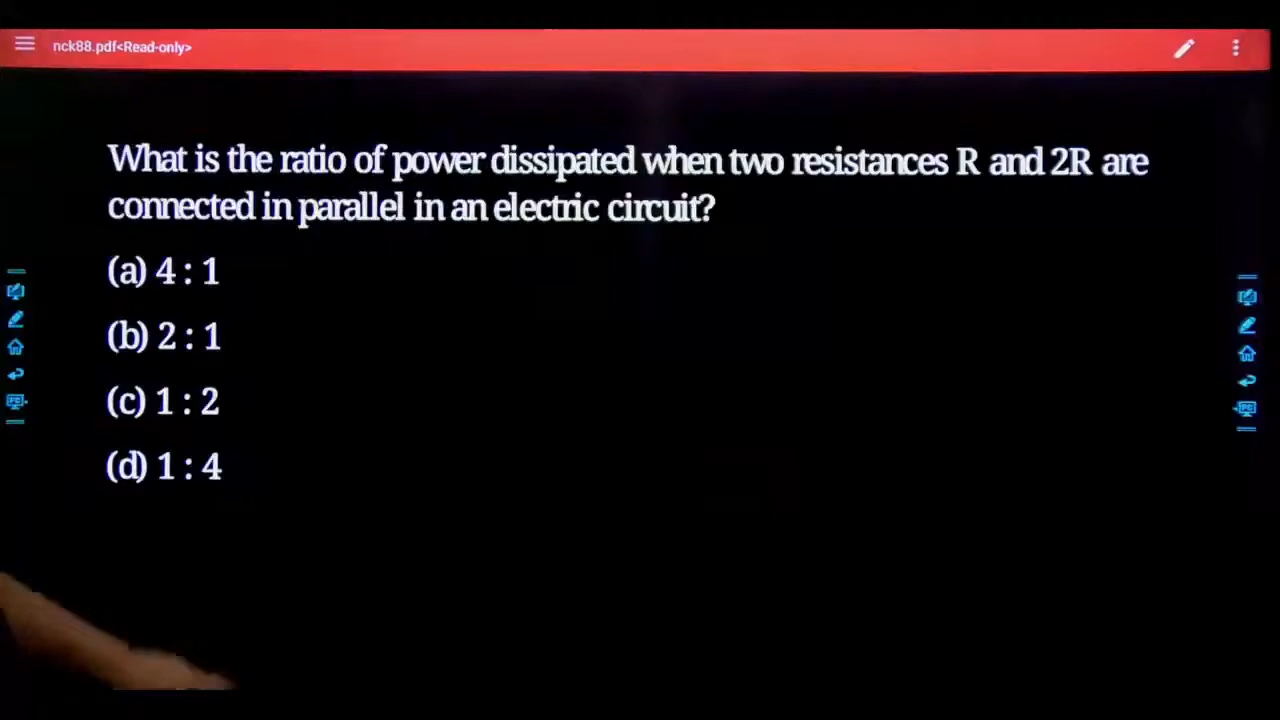 nck88.pdf<Read-only>
What is the ratio of power dissipated when two resistances R and 2R are
connected in parallel in an electric circuit?
(a) 4 : 1
(b) 2 : 1
(c) 1 : 2
(d) 1 : 4